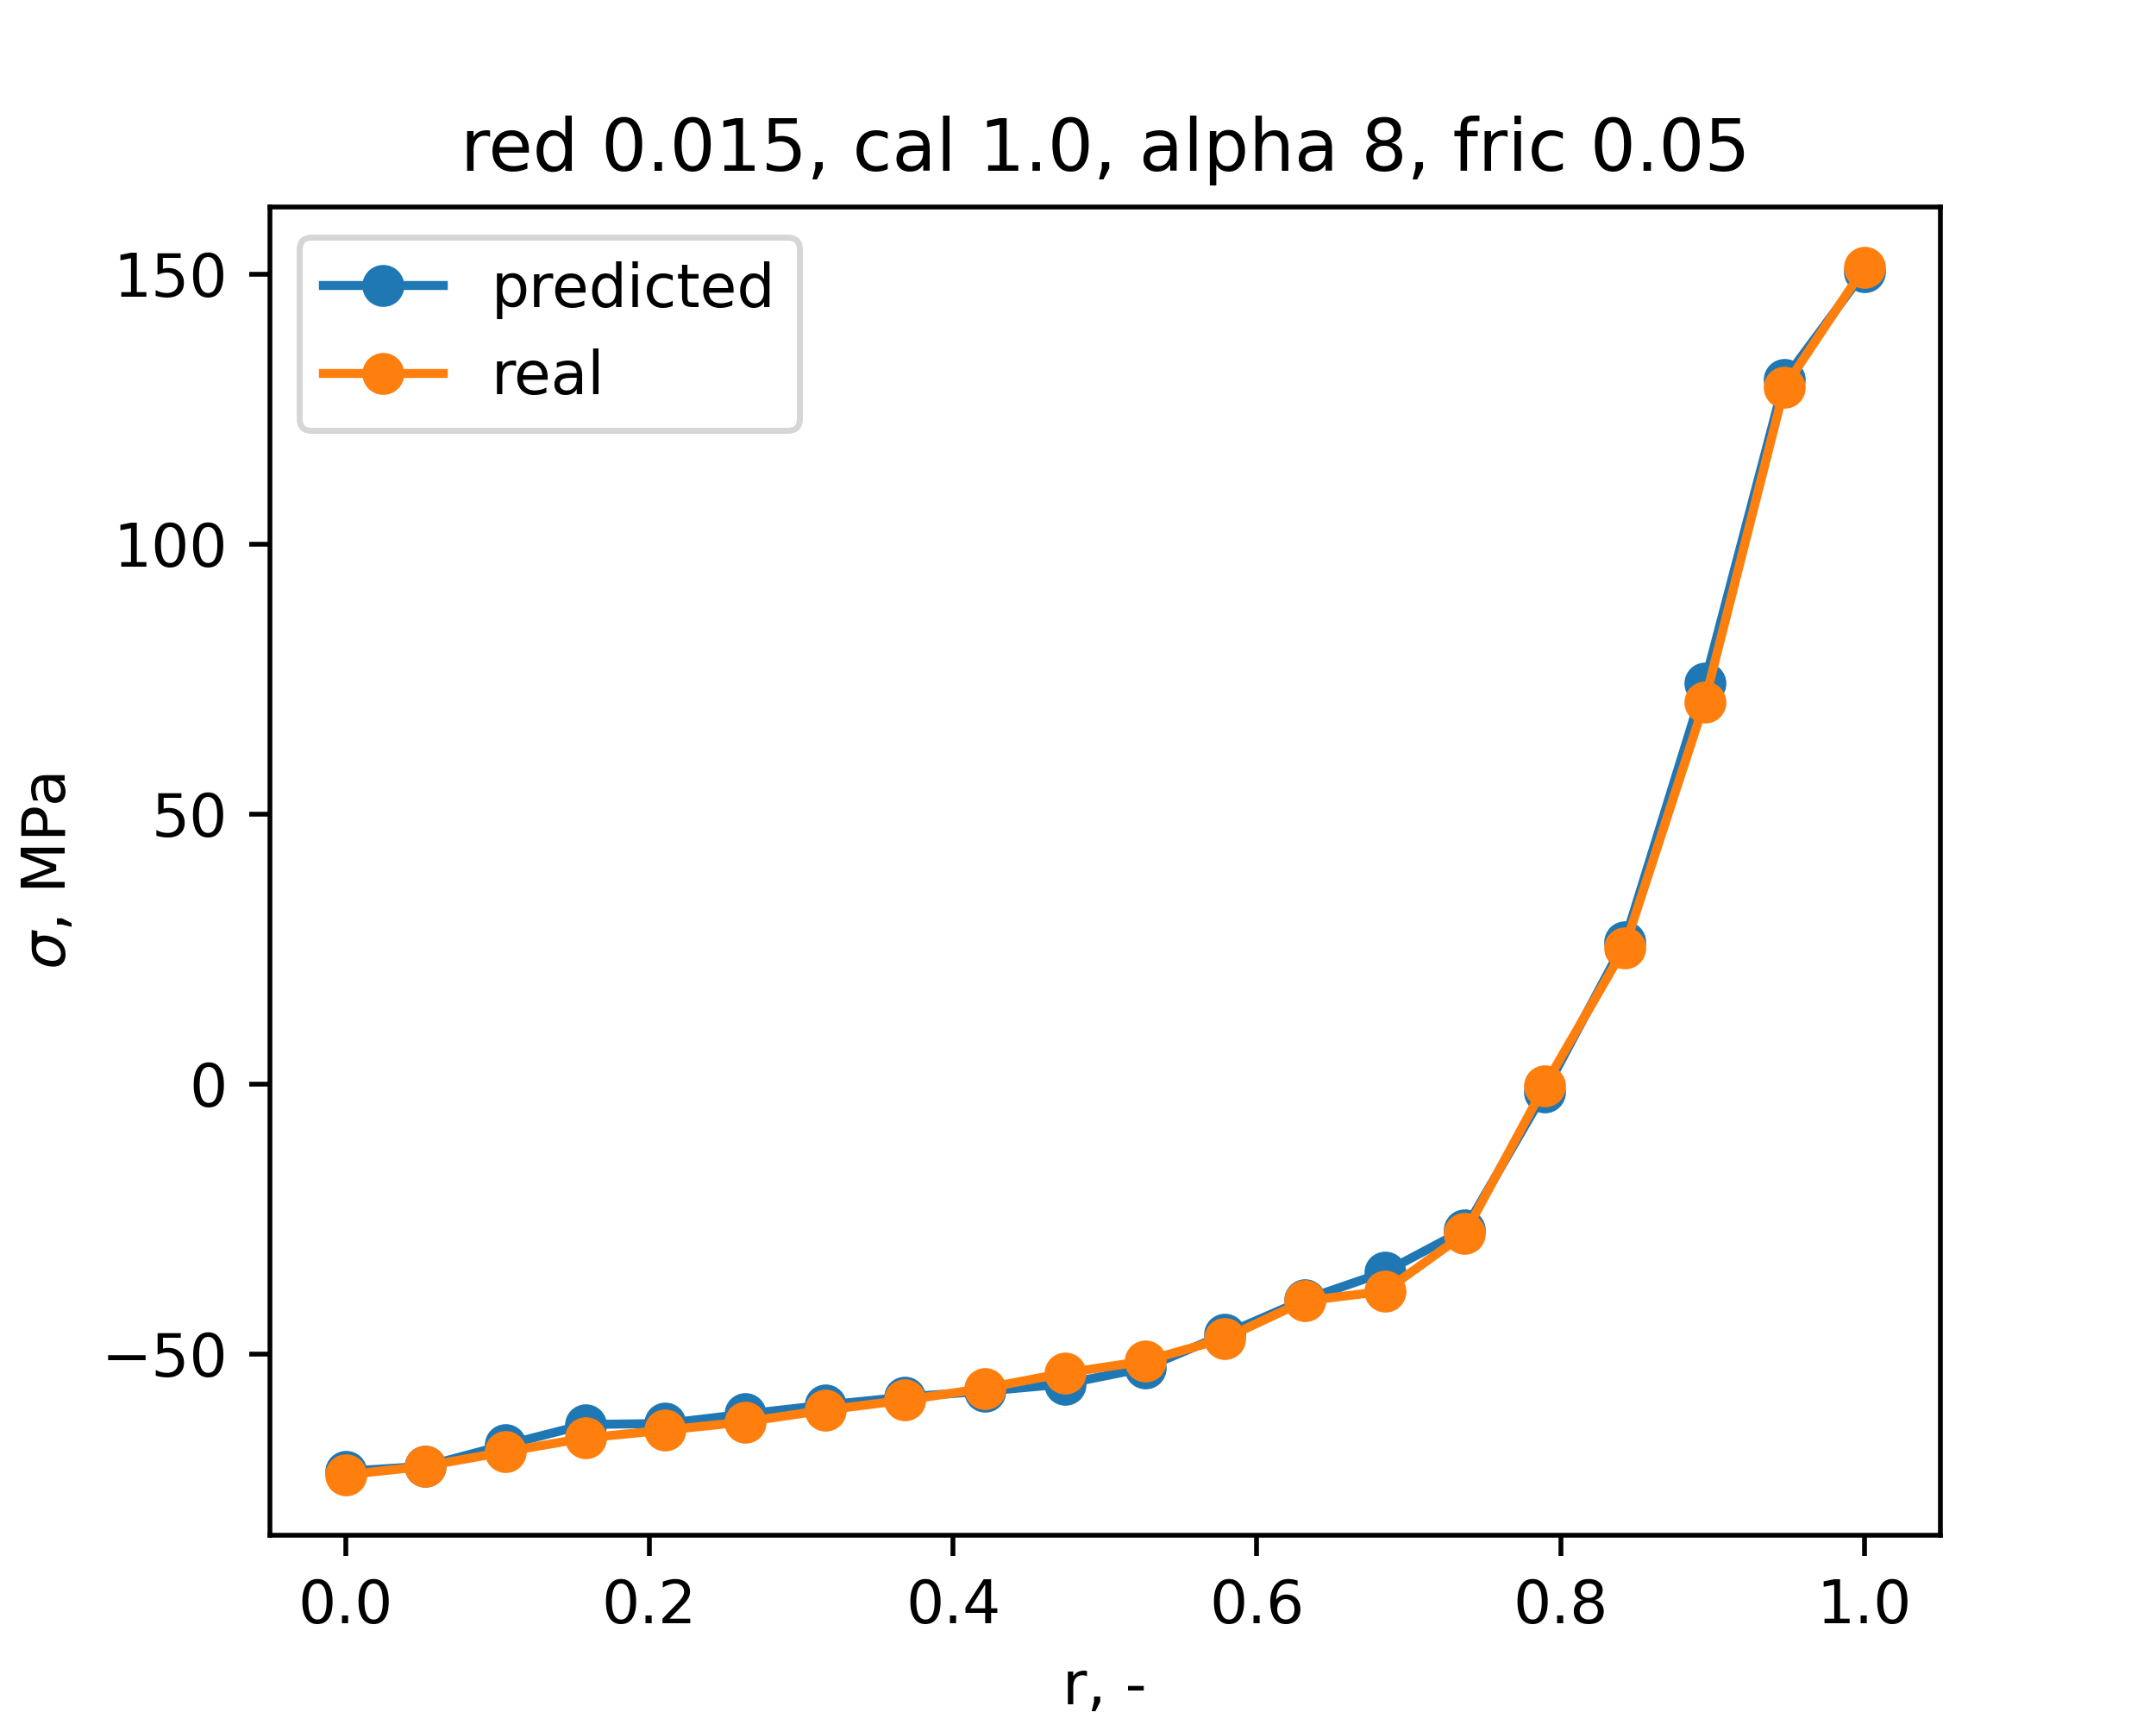 red 0.015, cal 1.0, alpha 8, fric 0.05
predicted
real
150
100
50
0
−50
σ, MPa
0.0 0.2 0.4 0.6 0.8 1.0
r, -